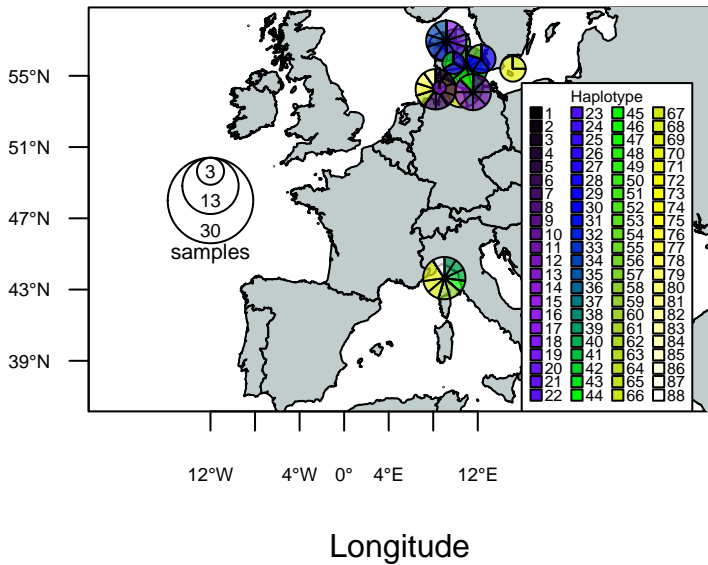 55°N
51°N
47°N
43°N
39°N
3
13
30
samples
Haplotype
1 23 45 67
2 24 46 68
3 25 47 69
4 26 48 70
5 27 49 71
6 28 50 72
7 29 51 73
8 30 52 74
9 31 53 75
10 32 54 76
11 33 55 77
12 34 56 78
13 35 57 79
14 36 58 80
15 37 59 81
16 38 60 82
17 39 61 83
18 40 62 84
19 41 63 85
20 42 64 86
21 43 65 87
22 44 66 88
12°W 4°W 0° 4°E 12°E
Longitude